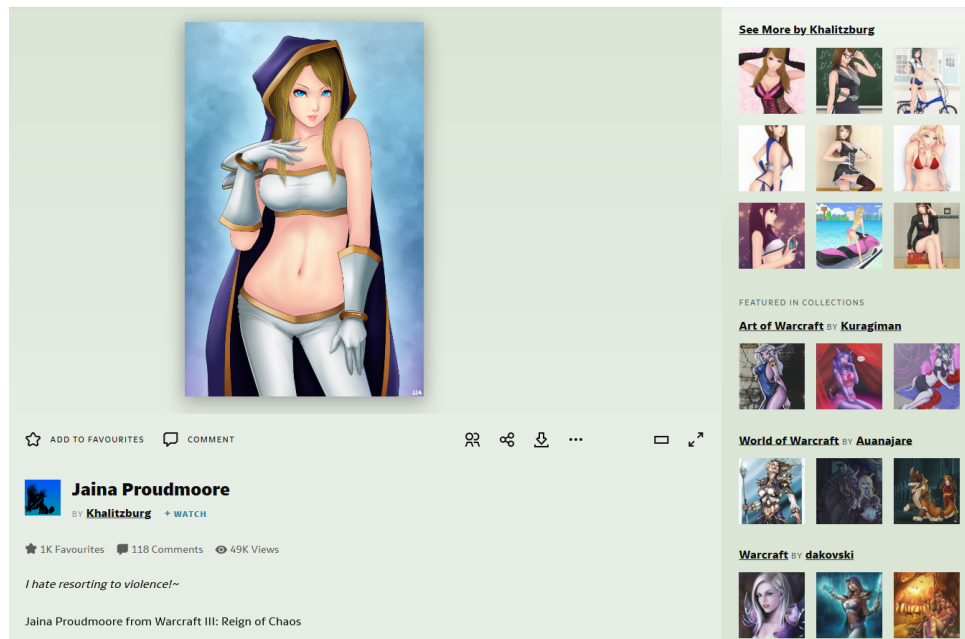 See More by Khalitzburg
JJA
FEATURED IN COLLECTIONS
Art of Warcraft BY Kuragiman
ADD TO FAVOURITES COMMENT
World of Warcraft BY Auanajare
Jaina Proudmoore
BY Khalitzburg + WATCH
1K Favourites 118 Comments 49K Views
Warcraft BY dakovski
I hate resorting to violence!~
Jaina Proudmoore from Warcraft III: Reign of Chaos